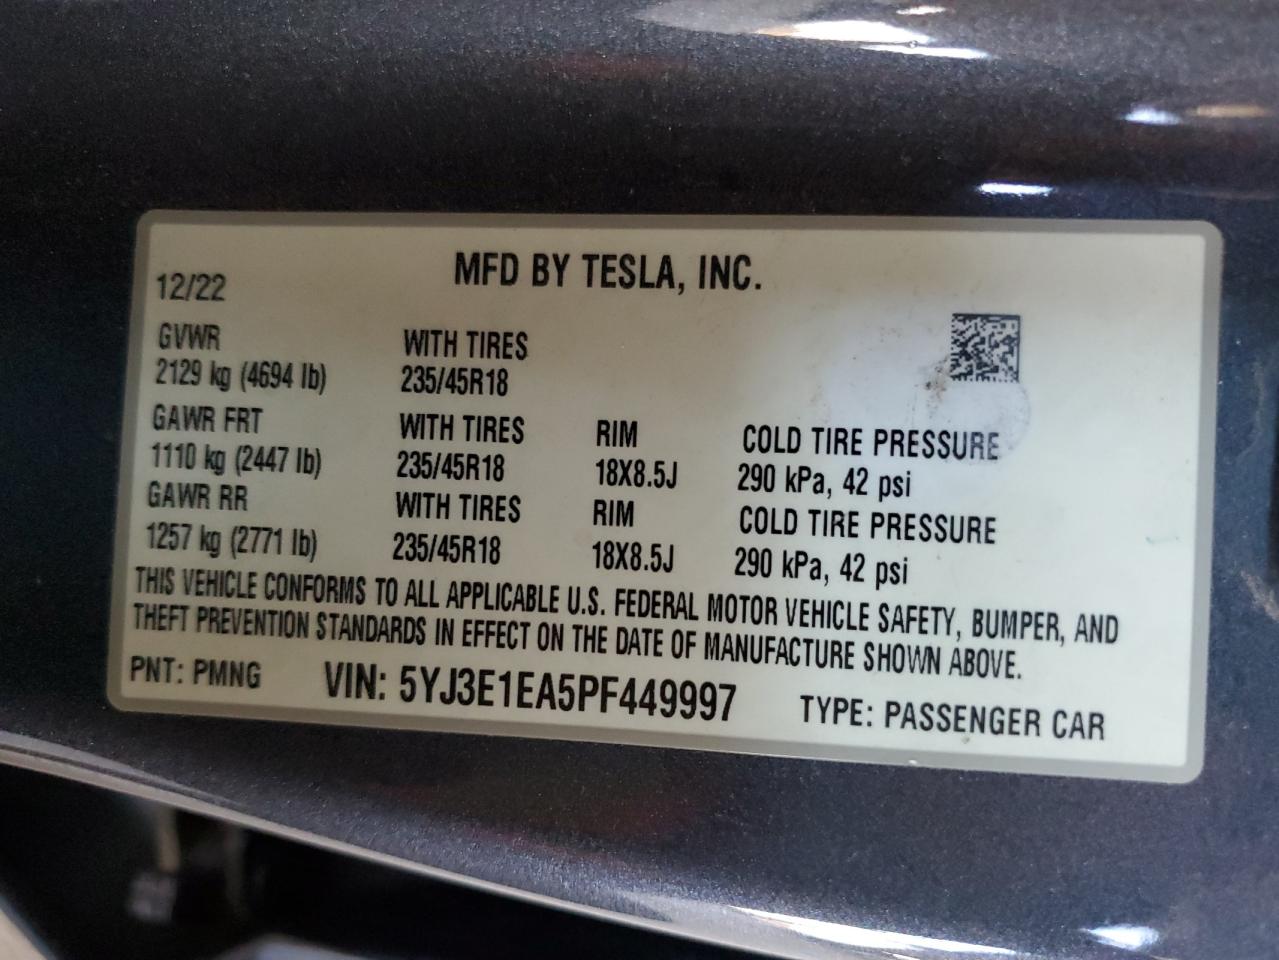 MFD BY TESLA, INC.
12/22
GVWR WITH TIRES
2129 kg (4694 lb) 235/45R18
GAWR FRT WITH TIRES RIM COLD TIRE PRESSURE
1110 kg (2447 lb) 235/45R18 18X8.5J 290 kPa, 42 psi
GAWR RR WITH TIRES RIM COLD TIRE PRESSURE
1257 kg (2771 lb) 235/45R18 18X8.5J 290 kPa, 42 psi
THIS VEHICLE CONFORMS TO ALL APPLICABLE U.S. FEDERAL MOTOR VEHICLE SAFETY, BUMPER, AND
THEFT PREVENTION STANDARDS IN EFFECT ON THE DATE OF MANUFACTURE SHOWN ABOVE.
PNT: PMNG VIN: 5YJ3E1EA5PF449997 TYPE: PASSENGER CAR